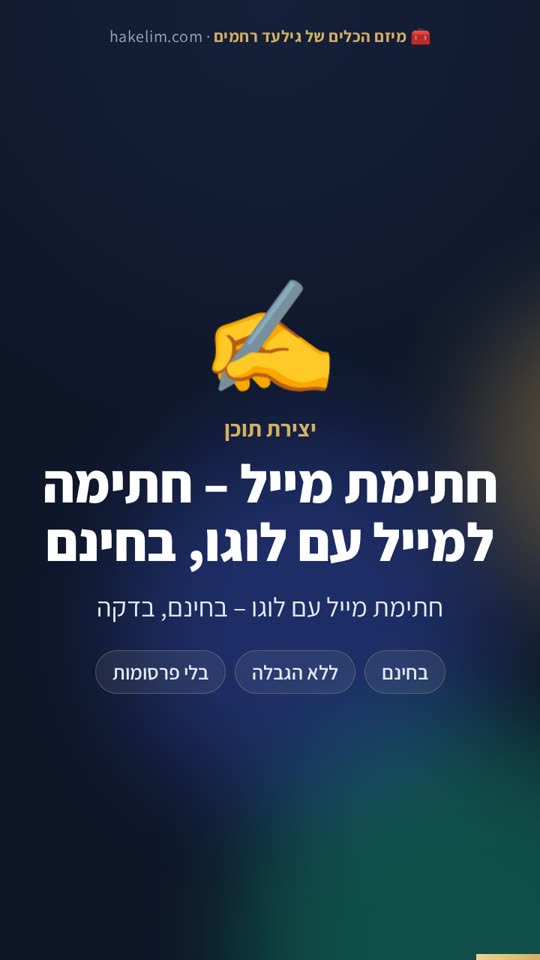 🧰 מיזם הכלים של גילעד רחמים · hakelim.com
יצירת תוכן
חתימת מייל – חתימה
למייל עם לוגו, בחינם
חתימת מייל עם לוגו – בחינם, בדקה
בחינם
ללא הגבלה
בלי פרסומות